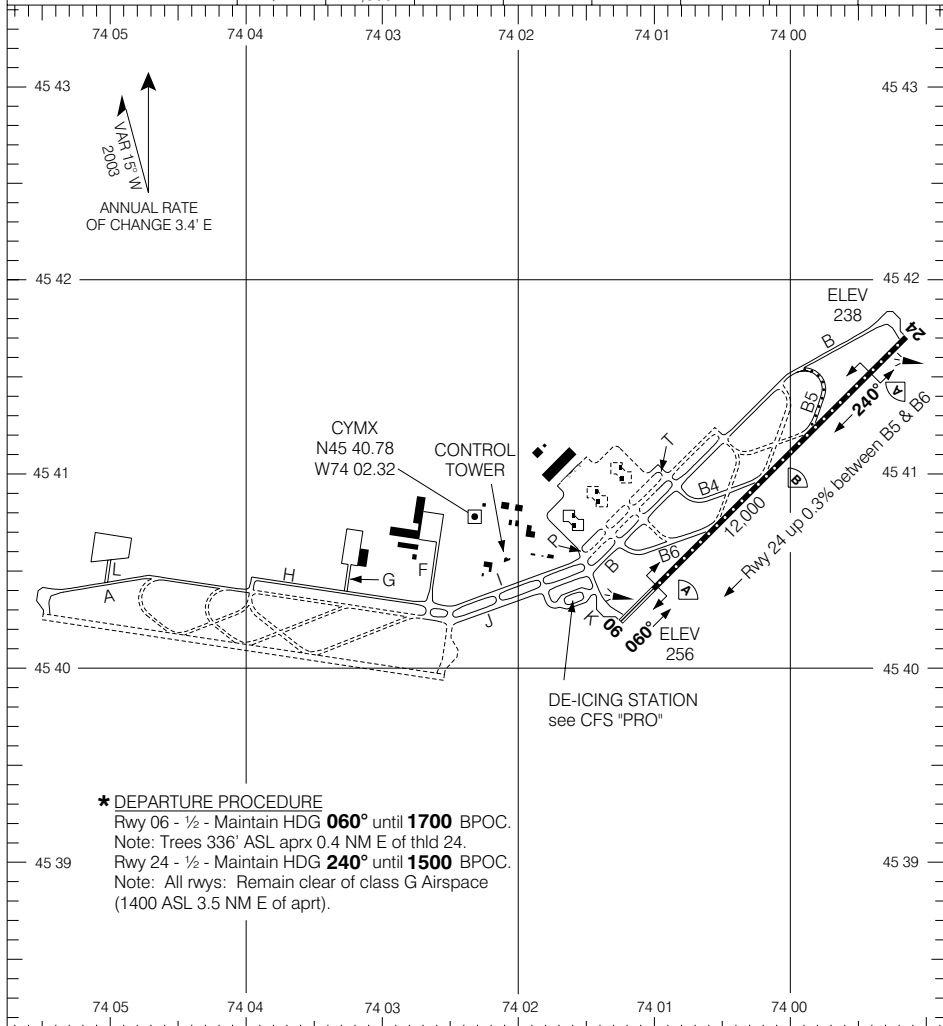 74 05 74 04 74 03 74 02 74 01 74 00
45 43 45 43
VAR 15° W
2003
ANNUAL RATE
OF CHANGE 3.4' E
45 42 45 42
ELEV
238
B
24
A
240°
B5
Rwy 24 up 0.3% between B5 & B6
CYMX
N45 40.78
W74 02.32
CONTROL
TOWER
45 41 45 41
T
B
B4
12,000
P
B6
B
A
L
A
H
G
F
I
J
K
06
060°
ELEV
256
45 40 45 40
DE-ICING STATION
see CFS "PRO"
* DEPARTURE PROCEDURE
Rwy 06 - ½ - Maintain HDG 060° until 1700 BPOC.
Note: Trees 336' ASL aprx 0.4 NM E of thld 24.
Rwy 24 - ½ - Maintain HDG 240° until 1500 BPOC.
Note: All rwys: Remain clear of class G Airspace
(1400 ASL 3.5 NM E of aprt).
45 39 45 39
74 05 74 04 74 03 74 02 74 01 74 00